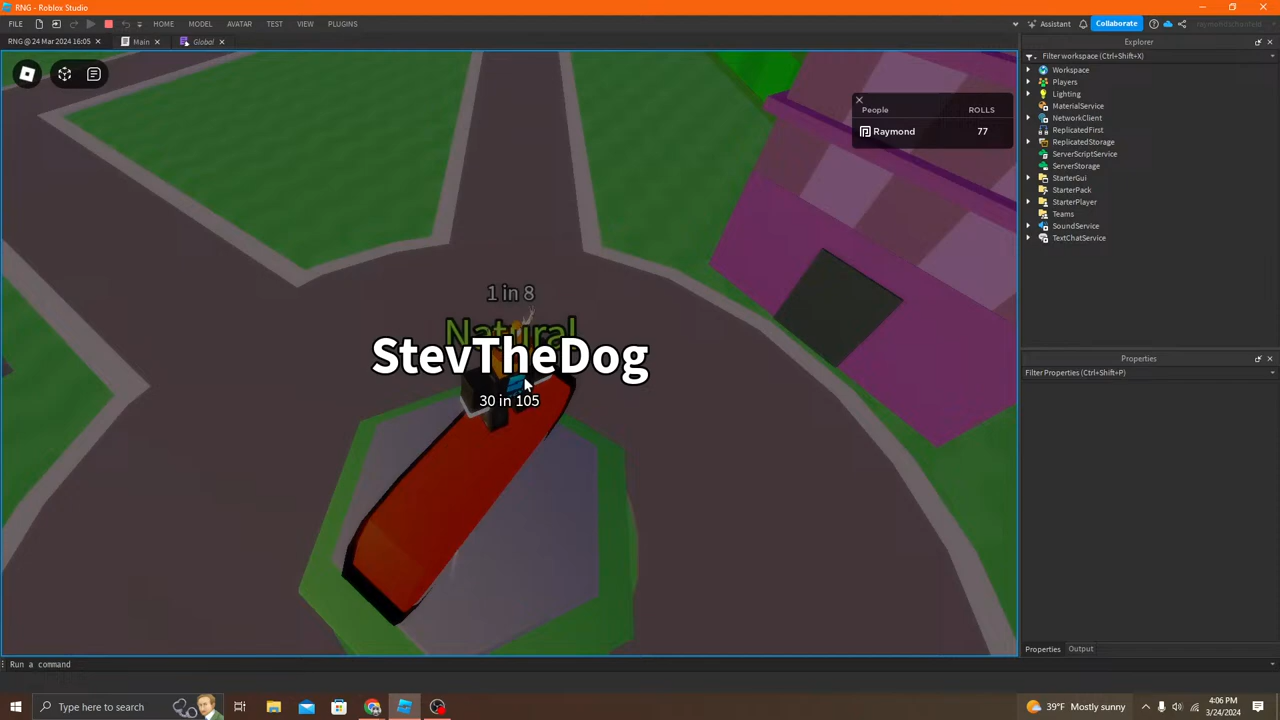 RNG - Roblox Studio
FILE HOME MODEL AVATAR TEST VIEW PLUGINS Assistant Collaborate
RNG @ 24 Mar 2024 16:05 Main Global
Explorer
Filter workspace (Ctrl+Shift+X)
Workspace
Players
Lighting
MaterialService
NetworkClient
ReplicatedFirst
ReplicatedStorage
ServerScriptService
ServerStorage
StarterGui
StarterPack
StarterPlayer
Teams
SoundService
TextChatService
People ROLLS
Raymond 77
1 in 8
Natural
StevTheDog
30 in 105
Properties
Filter Properties (Ctrl+Shift+P)
Properties Output
Run a command
Type here to search
39°F Mostly sunny
4:06 PM
3/24/2024